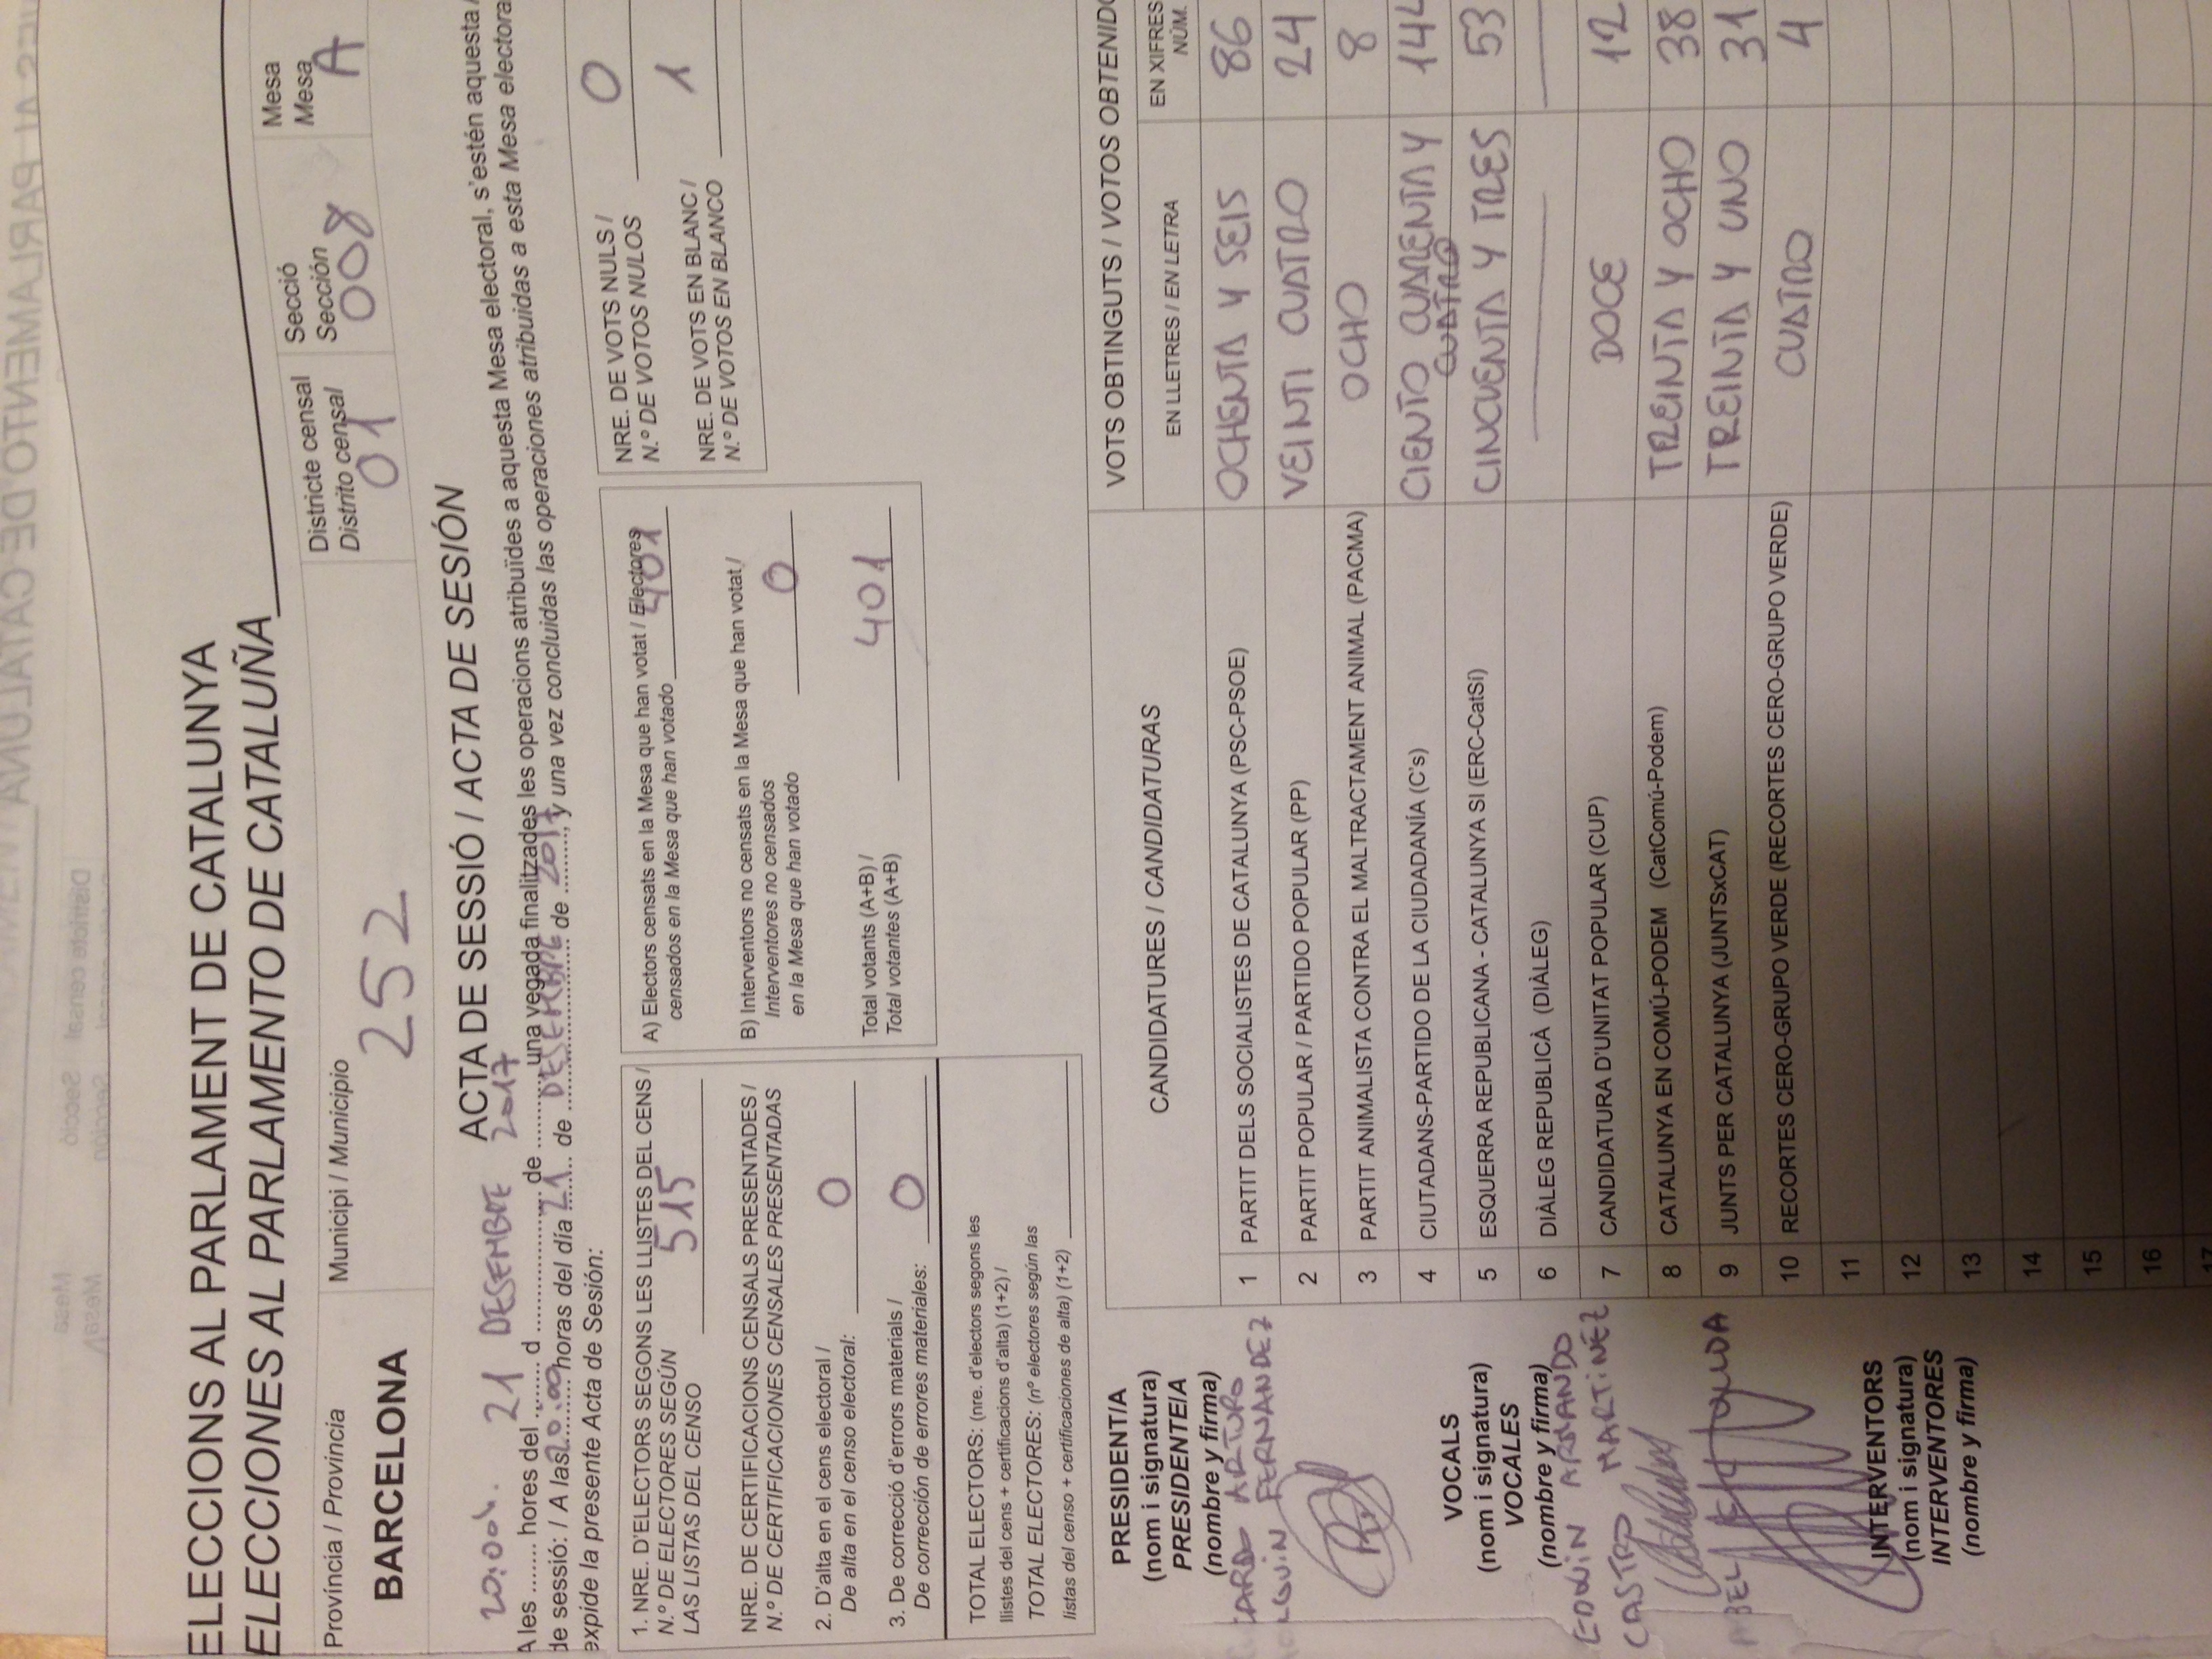 ELECCIONS AL PARLAMENT DE CATALUNYA
ELECCIONES AL PARLAMENTO DE CATALUÑA
Província / Provincia
BARCELONA
Municipi / Municipio
252
Districte censal
Distrito censal
01
Secció
Sección
008
Mesa
Mesa
A
ACTA DE SESSIÓ / ACTA DE SESIÓN
20:00h. 21 DESEMBRE 2017
A les ....... hores del ........ d .................... de .........., una vegada finalitzades les operacions atribuïdes a aquesta Mesa electoral, s'estén aquesta
de sessió: / A las 20:00 horas del día 21 de DESEMBRE de 2017, y una vez concluidas las operaciones atribuidas a esta Mesa electora
expide la presente Acta de Sesión:
1. NRE. D'ELECTORS SEGONS LES LLISTES DEL CENS /
N.º DE ELECTORES SEGÚN
LAS LISTAS DEL CENSO 515
NRE. DE CERTIFICACIONS CENSALS PRESENTADES /
N.º DE CERTIFICACIONES CENSALES PRESENTADAS
2. D'alta en el cens electoral /
De alta en el censo electoral: 0
3. De correcció d'errors materials /
De corrección de errores materiales: 0
TOTAL ELECTORS: (nre. d'electors segons les
llistes del cens + certificacions d'alta) (1+2) /
TOTAL ELECTORES: (nº electores según las
listas del censo + certificaciones de alta) (1+2)
A) Electors censats en la Mesa que han votat / Electores
censados en la Mesa que han votado 401
B) Interventors no censats en la Mesa que han votat /
Interventores no censados
en la Mesa que han votado 0
Total votants (A+B) /
Total votantes (A+B) 401
NRE. DE VOTS NULS /
N.º DE VOTOS NULOS 0
NRE. DE VOTS EN BLANC /
N.º DE VOTOS EN BLANCO 1
PRESIDENT/A
(nom i signatura)
PRESIDENTE/A
(nombre y firma)
ARTURO
FERNANDEZ
VOCALS
(nom i signatura)
VOCALES
(nombre y firma)
EDWIN ARMANDO
CASTRO MARTINEZ
ABEL
INTERVENTORS
(nom i signatura)
INTERVENTORES
(nombre y firma)
CANDIDATURES / CANDIDATURAS
VOTS OBTINGUTS / VOTOS OBTENIDO
EN LLETRES / EN LETRA
EN XIFRES
NÚM.
1 PARTIT DELS SOCIALISTES DE CATALUNYA (PSC-PSOE) OCHENTA Y SEIS 86
2 PARTIT POPULAR / PARTIDO POPULAR (PP) VEINTI CUATRO 24
3 PARTIT ANIMALISTA CONTRA EL MALTRACTAMENT ANIMAL (PACMA) OCHO 8
4 CIUTADANS-PARTIDO DE LA CIUDADANÍA (C's) CIENTO CUARENTA Y 144
CUATRO
5 ESQUERRA REPUBLICANA - CATALUNYA SI (ERC-CatSí) CINCUENTA Y TRES 53
6 DIÀLEG REPUBLICÀ (DIÀLEG)
7 CANDIDATURA D'UNITAT POPULAR (CUP) DOCE 12
8 CATALUNYA EN COMÚ-PODEM (CatComú-Podem) TREINTA Y OCHO 38
9 JUNTS PER CATALUNYA (JUNTSxCAT) TREINTA Y UNO 31
10 RECORTES CERO-GRUPO VERDE (RECORTES CERO-GRUPO VERDE) CUATRO 4
11
12
13
14
15
16
17